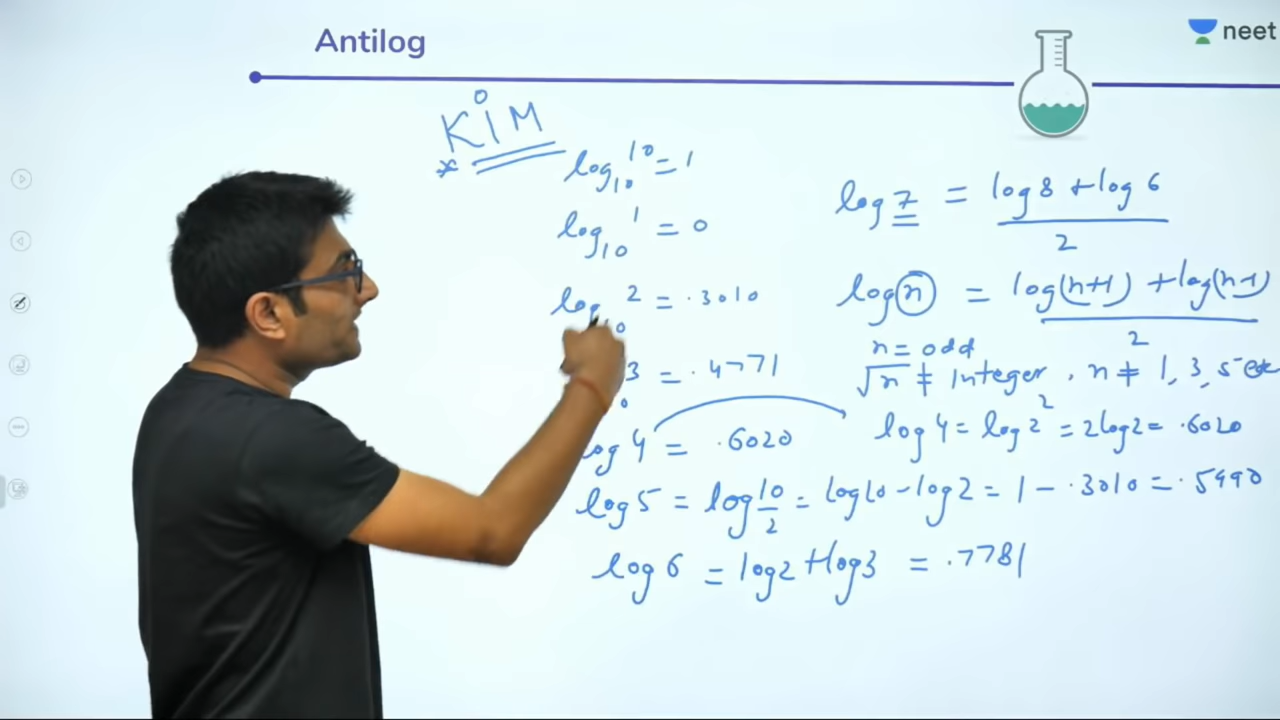 Antilog
neet
KiM
*
log₁₀ 10 = 1
log₁₀ 1 = 0
log₁₀ 2 = .3010
3 = .4771
log 4 = .6020
log 5 = log 10/2 = log 10 - log 2 = 1 - .3010 = .5990
log 6 = log 2 + log 3 = .7781
log 7 = (log 8 + log 6)/2
log n = (log(n+1) + log(n-1))/2
n = odd
√n ≠ Integer, n ≠ 1, 3, 5 etc
log 4 = log 2² = 2 log 2 = .6020